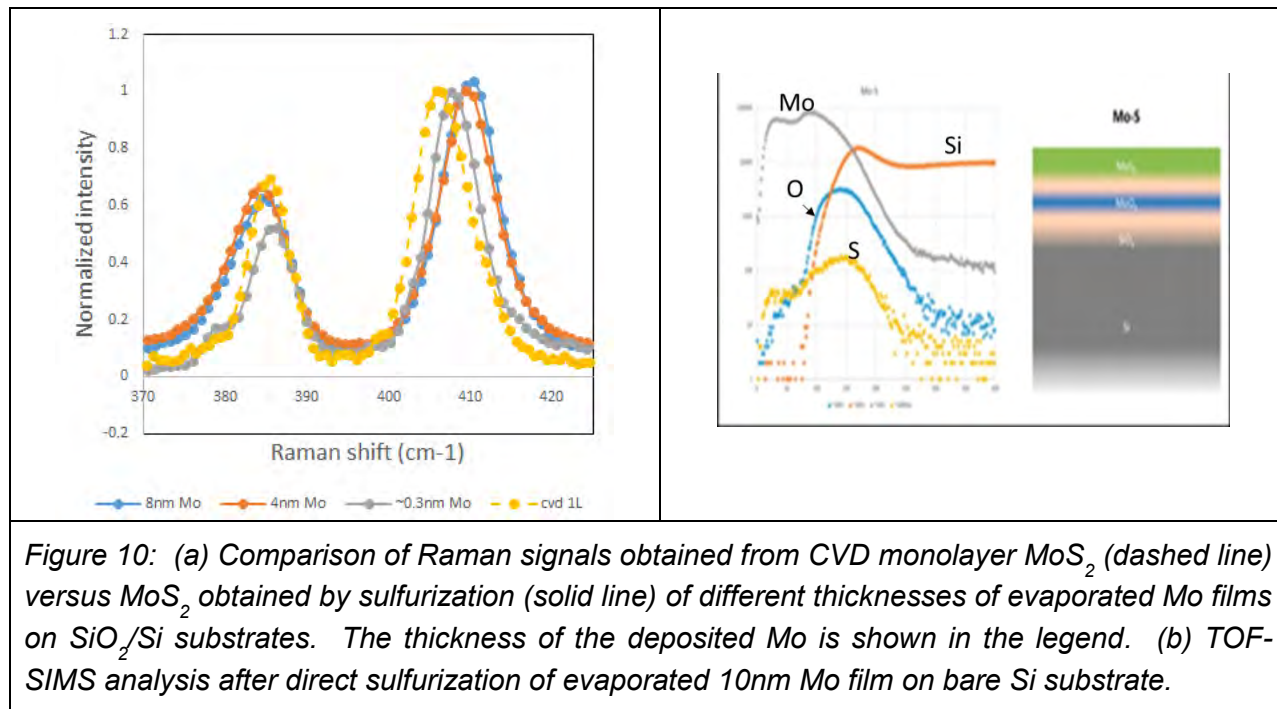 1.2
1
0.8
0.6
0.4
0.2
0
-0.2
Normalized intensity
370
380
390
400
410
420
Raman shift (cm-1)
8nm Mo
4nm Mo
~0.3nm Mo
cvd 1L
Mo-S
Mo
Si
O
S
Mo-S
MoS₂
SiO₂
Si
Figure 10: (a) Comparison of Raman signals obtained from CVD monolayer MoS₂ (dashed line)
versus MoS₂ obtained by sulfurization (solid line) of different thicknesses of evaporated Mo films
on SiO₂/Si substrates. The thickness of the deposited Mo is shown in the legend. (b) TOF-
SIMS analysis after direct sulfurization of evaporated 10nm Mo film on bare Si substrate.